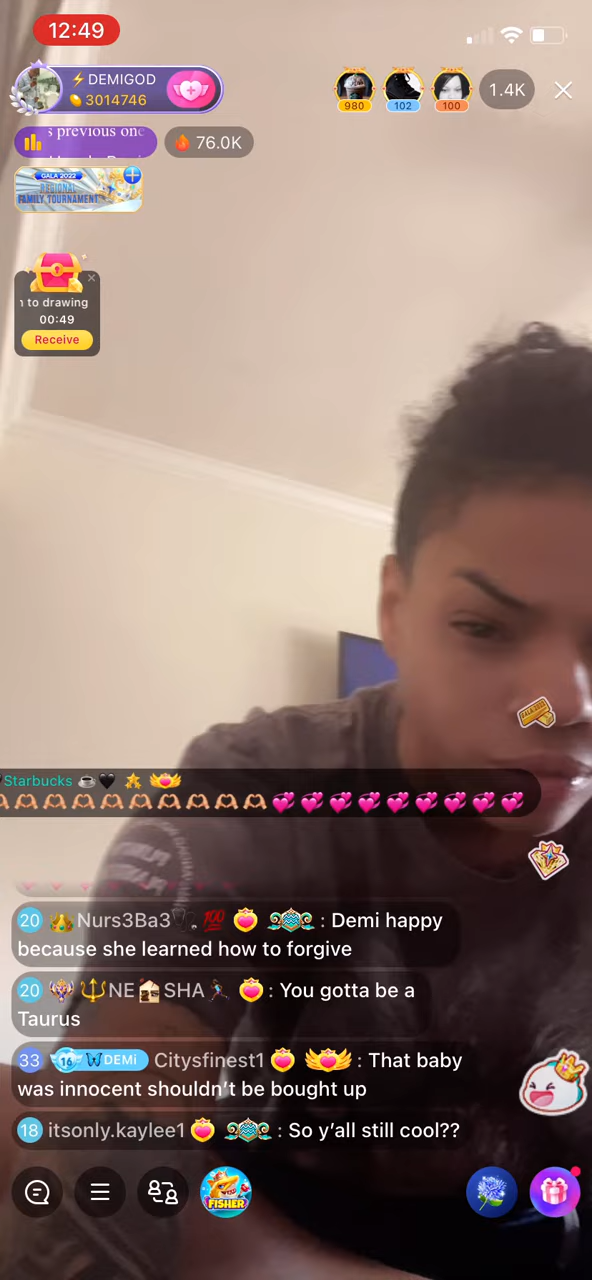 12:49
⚡DEMIGOD
3014746
980
102
100
1.4K
s previous one
76.0K
GALA 2022
REGIONAL
FAMILY TOURNAMENT
to drawing
00:49
Receive
Starbucks ☕🖤
20 Nurs3Ba3🩺💯 : Demi happy
because she learned how to forgive
20 🔱NE🏠SHA🏃🏽‍♀️ : You gotta be a
Taurus
33 16 DEMi Citysfinest1 : That baby
was innocent shouldn't be bought up
18 itsonly.kaylee1 : So y'all still cool??
FISHER